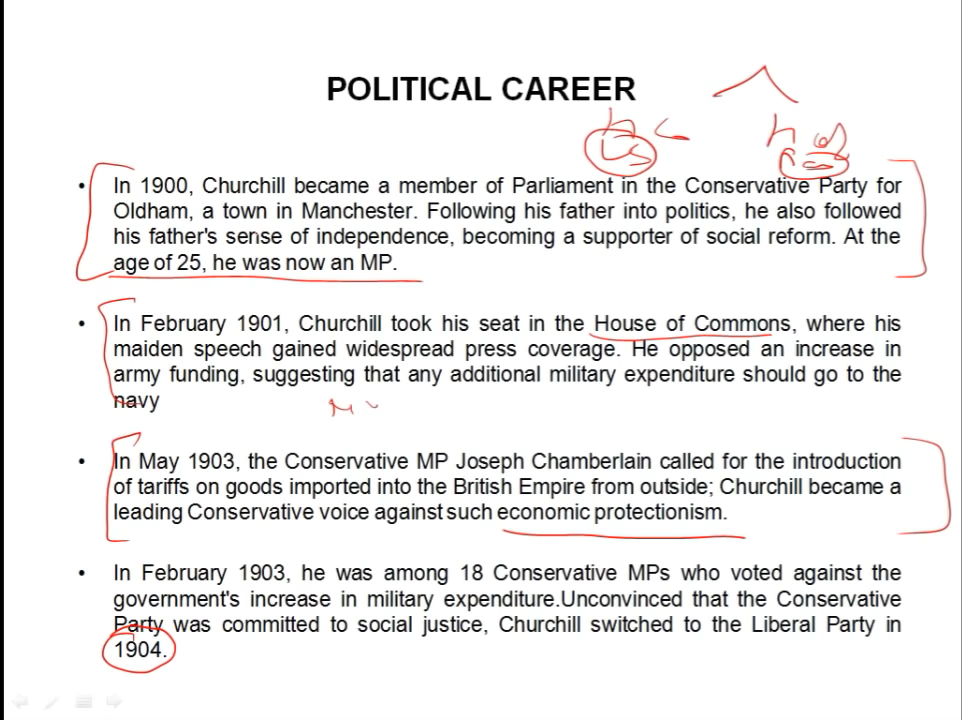 POLITICAL CAREER
• In 1900, Churchill became a member of Parliament in the Conservative Party for
Oldham, a town in Manchester. Following his father into politics, he also followed
his father's sense of independence, becoming a supporter of social reform. At the
age of 25, he was now an MP.
• In February 1901, Churchill took his seat in the House of Commons, where his
maiden speech gained widespread press coverage. He opposed an increase in
army funding, suggesting that any additional military expenditure should go to the
navy
• In May 1903, the Conservative MP Joseph Chamberlain called for the introduction
of tariffs on goods imported into the British Empire from outside; Churchill became a
leading Conservative voice against such economic protectionism.
• In February 1903, he was among 18 Conservative MPs who voted against the
government's increase in military expenditure.Unconvinced that the Conservative
Party was committed to social justice, Churchill switched to the Liberal Party in
1904.